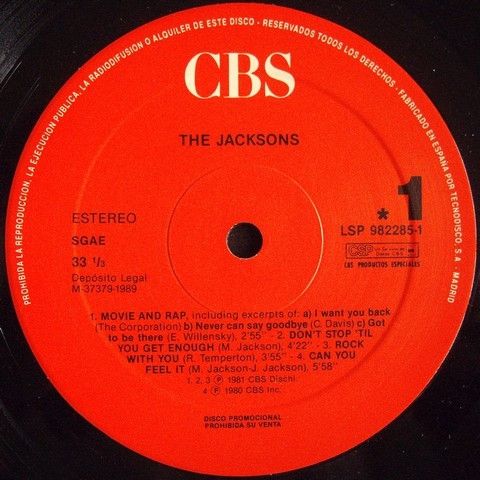 PROHIBIDA LA REPRODUCCION, LA EJECUCION PUBLICA, LA RADIODIFUSION O ALQUILER DE ESTE DISCO - RESERVADOS TODOS LOS DERECHOS - FABRICADO EN ESPAÑA POR TECNODISCO, S.A. - MADRID
CBS
THE JACKSONS
ESTEREO
SGAE
33 ⅓
Depósito Legal
M-37379-1989
* 1
LSP 982285-1
CSP
LAS PRODUCTOS ESPECIALES
1. MOVIE AND RAP, including excerpts of: a) I want you back
(The Corporation) b) Never can say goodbye (C. Davis) c) Got
to be there (E. Willensky), 2'55" - 2. DON'T STOP 'TIL
YOU GET ENOUGH (M. Jackson), 4'22" - 3. ROCK
WITH YOU (R. Temperton), 3'55" - 4. CAN YOU
FEEL IT (M. Jackson-J. Jackson), 5'58"
1, 2, 3 Ⓟ 1981 CBS Dischi.
4 Ⓟ 1980 CBS Inc.
DISCO PROMOCIONAL
PROHIBIDA SU VENTA